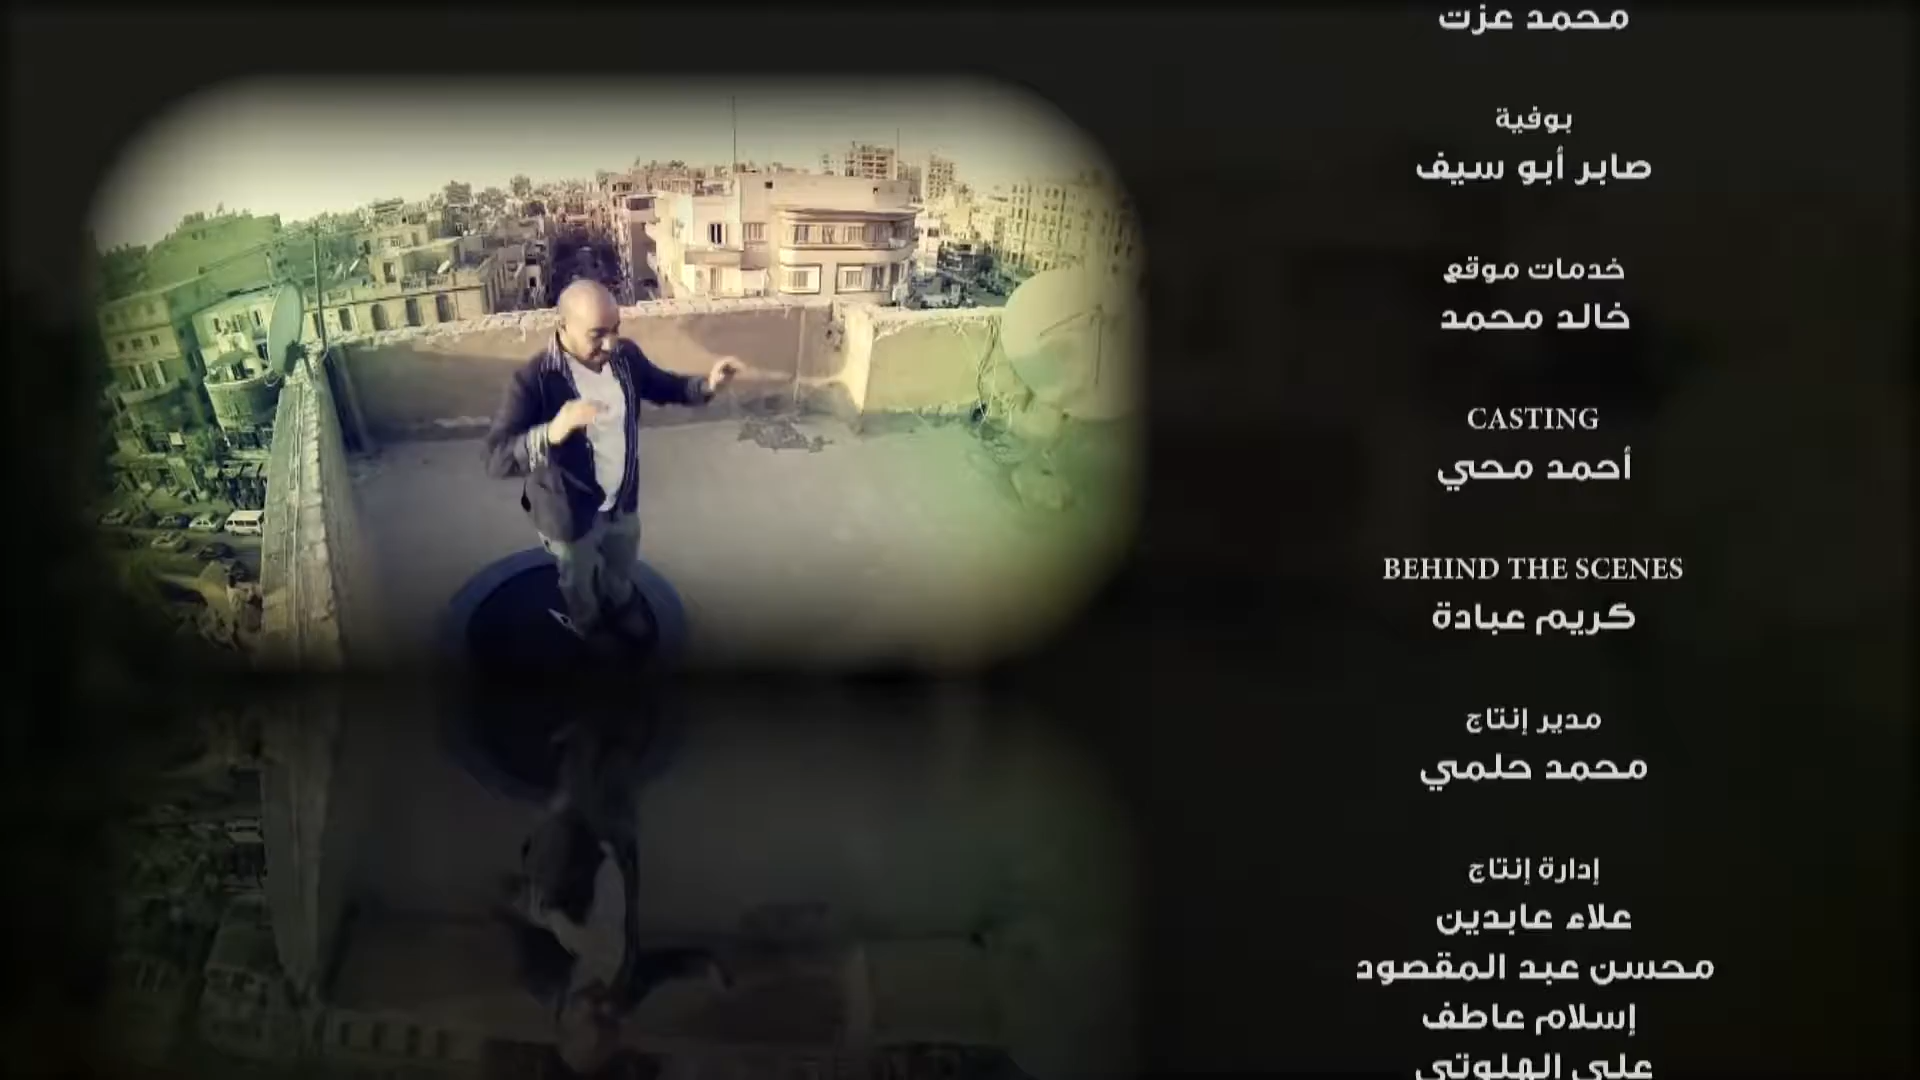 محمد عزت
بوفية
صابر أبو سيف
خدمات موقع
خالد محمد
CASTING
أحمد محي
BEHIND THE SCENES
كريم عبادة
مدير إنتاج
محمد حلمي
إدارة إنتاج
علاء عابدين
محسن عبد المقصود
إسلام عاطف
علي الهلوتي